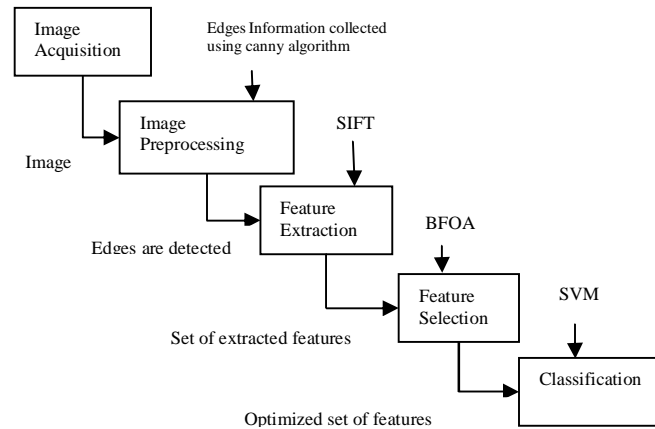 Image
Acquisition
Edges Information collected
using canny algorithm
Image
Preprocessing
SIFT
Image
Feature
Extraction
BFOA
Edges are detected
Feature
Selection
SVM
Set of extracted features
Classification
Optimized set of features